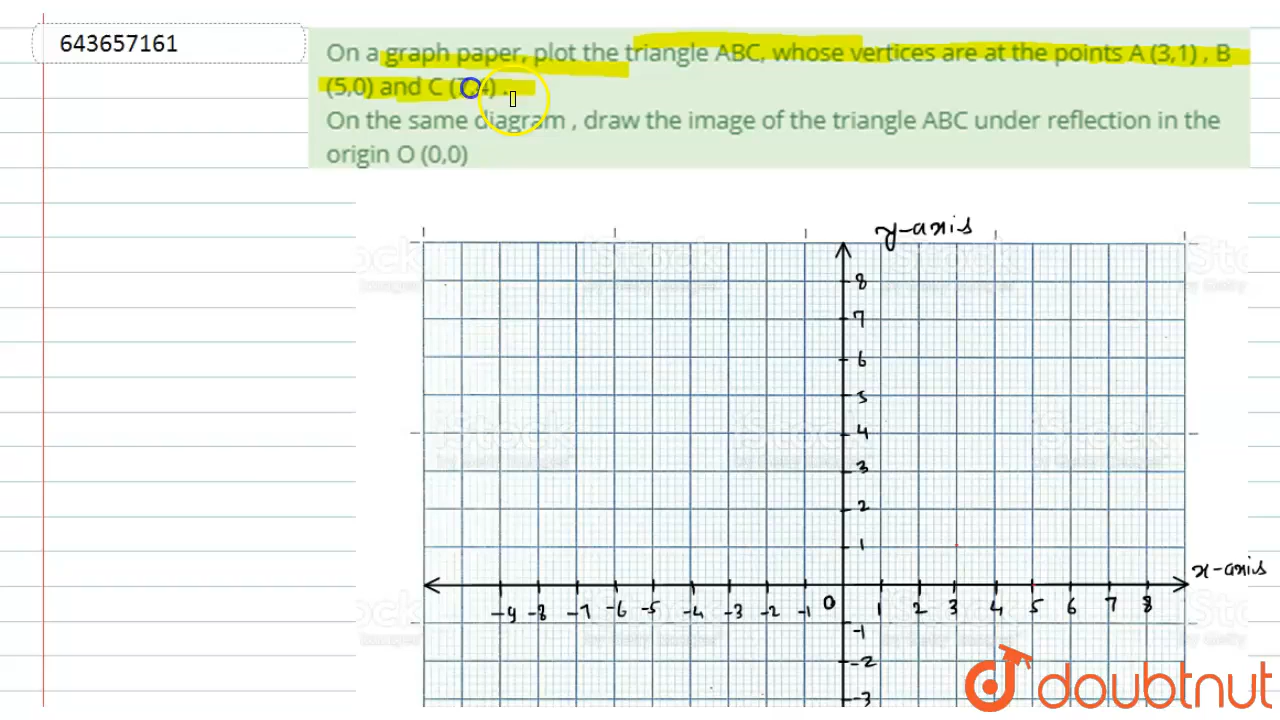 643657161
On a graph paper, plot the triangle ABC, whose vertices are at the points A (3,1) , B
(5,0) and C (7,4) .
On the same diagram , draw the image of the triangle ABC under reflection in the
origin O (0,0)
y-axis
8
7
6
5
4
3
2
1
x-axis
-9 -8 -7 -6 -5 -4 -3 -2 -1 0 1 2 3 4 5 6 7 8
-1
-2
-3
doubtnut